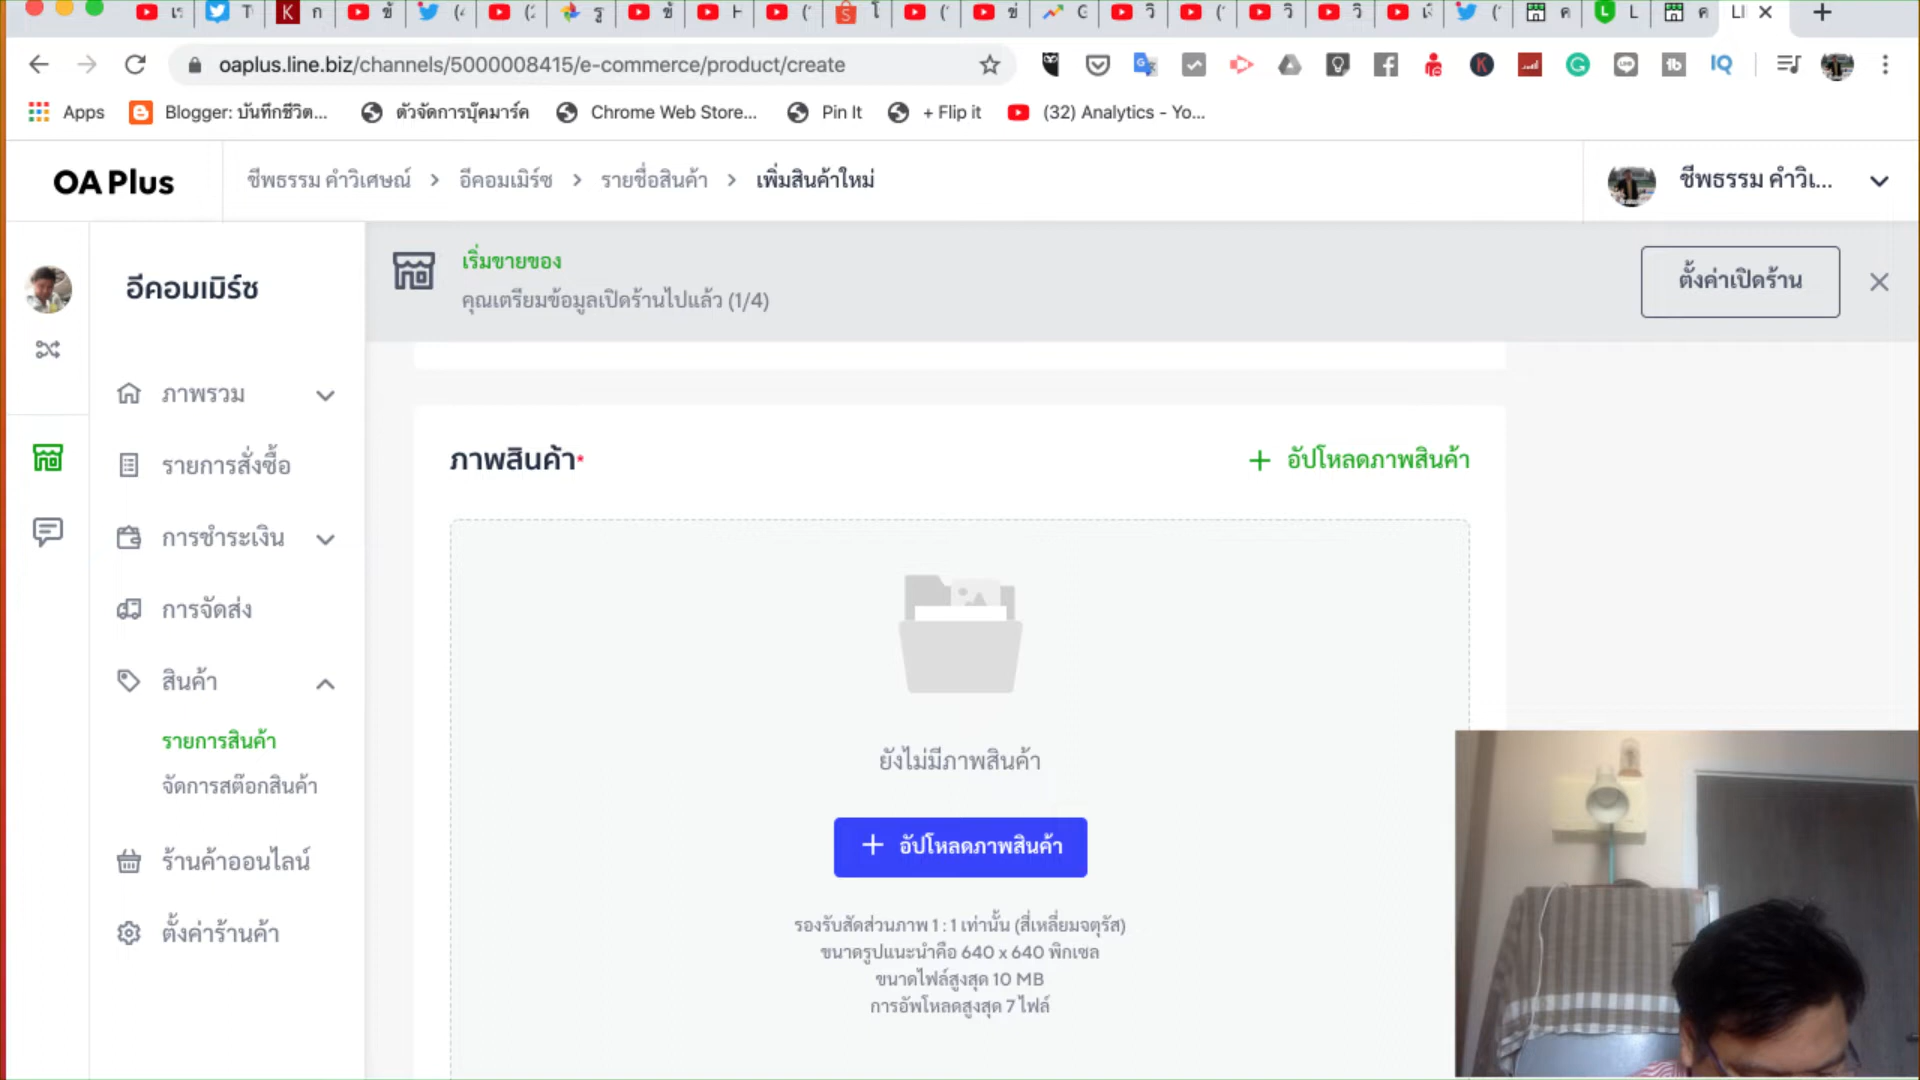 oaplus.line.biz/channels/5000008415/e-commerce/product/create
Apps
Blogger: บันทึกชีวิต...
ตัวจัดการบุ๊คมาร์ค
Chrome Web Store...
Pin It
+ Flip it
(32) Analytics - Yo...
OA Plus
ชีพธรรม คำวิเศษณ์ > อีคอมเมิร์ซ > รายชื่อสินค้า > เพิ่มสินค้าใหม่
ชีพธรรม คำวิเ...
เริ่มขายของ
คุณเตรียมข้อมูลเปิดร้านไปแล้ว (1/4)
ตั้งค่าเปิดร้าน
อีคอมเมิร์ซ
ภาพรวม
รายการสั่งซื้อ
การชำระเงิน
การจัดส่ง
สินค้า
รายการสินค้า
จัดการสต๊อกสินค้า
ร้านค้าออนไลน์
ตั้งค่าร้านค้า
ภาพสินค้า*
+ อัปโหลดภาพสินค้า
ยังไม่มีภาพสินค้า
+ อัปโหลดภาพสินค้า
รองรับสัดส่วนภาพ 1 : 1 เท่านั้น (สี่เหลี่ยมจตุรัส)
ขนาดรูปแนะนำคือ 640 x 640 พิกเซล
ขนาดไฟล์สูงสุด 10 MB
การอัพโหลดสูงสุด 7 ไฟล์